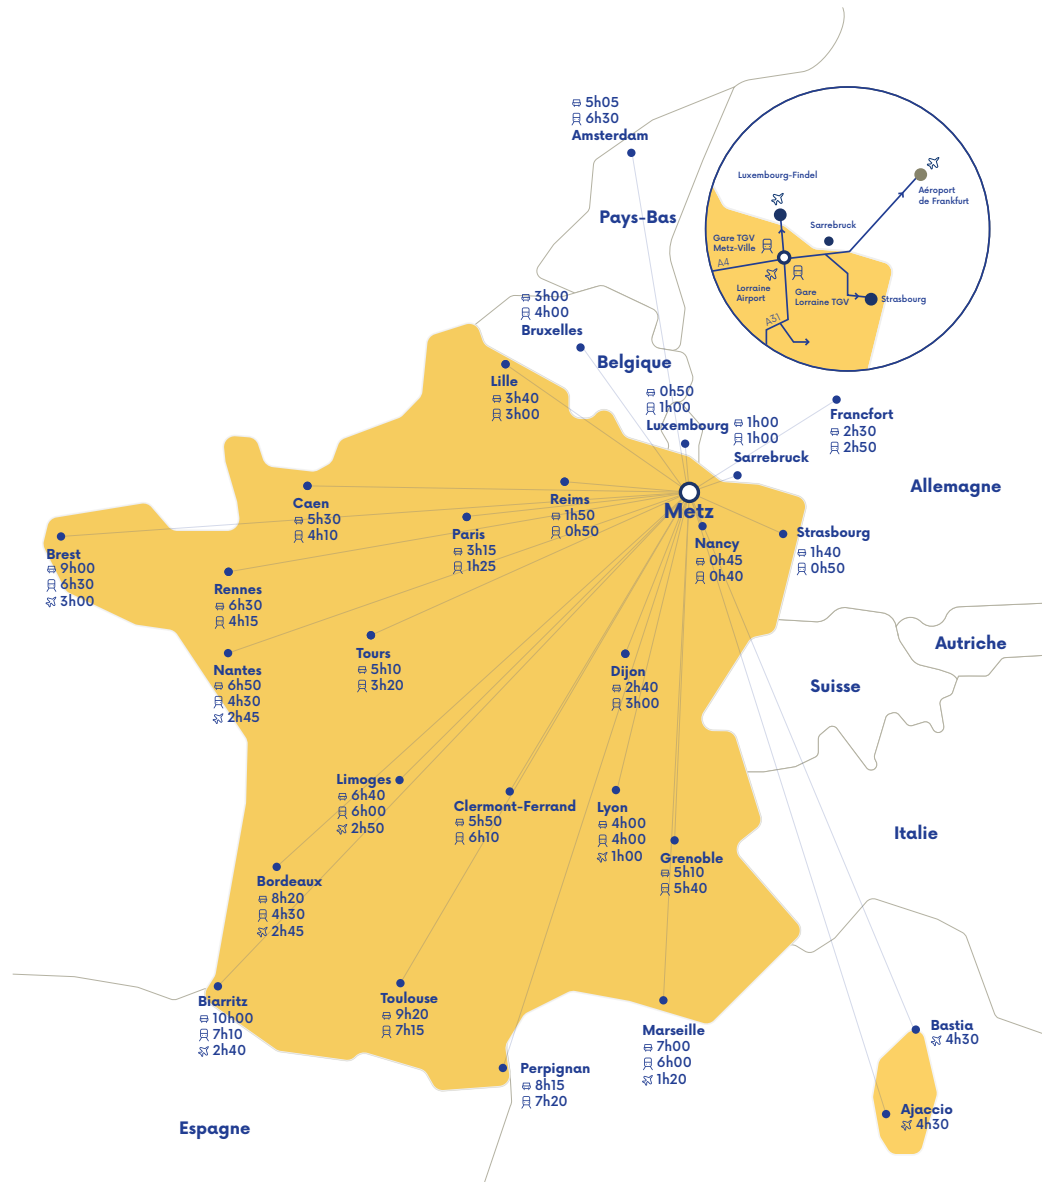 5h05
6h30
Amsterdam
Pays-Bas
Luxembourg-Findel
Aéroport
de Frankfurt
Sarrebruck
Gare TGV
Metz-Ville
A4
Lorraine
Airport
Gare
Lorraine TGV
Strasbourg
A31
3h00
4h00
Bruxelles
Belgique
Lille
3h40
3h00
0h50
1h00
Luxembourg
1h00
1h00
Sarrebruck
Francfort
2h30
2h50
Allemagne
Caen
5h30
4h10
Reims
1h50
0h50
Metz
Paris
3h15
1h25
Nancy
0h45
0h40
Strasbourg
1h40
0h50
Brest
9h00
6h30
3h00
Rennes
6h30
4h15
Nantes
6h50
4h30
2h45
Tours
5h10
3h20
Dijon
2h40
3h00
Autriche
Suisse
Italie
Limoges
6h40
6h00
2h50
Clermont-Ferrand
5h50
6h10
Lyon
4h00
4h00
1h00
Grenoble
5h10
5h40
Bordeaux
8h20
4h30
2h45
Biarritz
10h00
7h10
2h40
Toulouse
9h20
7h15
Marseille
7h00
6h00
1h20
Perpignan
8h15
7h20
Bastia
4h30
Ajaccio
4h30
Espagne